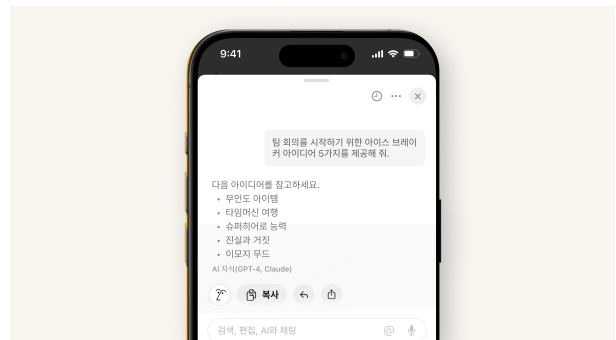 9:41
팀 회의를 시작하기 위한 아이스 브레이
커 아이디어 5가지를 제공해 줘.
다음 아이디어를 참고하세요.
• 무인도 아이템
• 타임머신 여행
• 슈퍼히어로 능력
• 진실과 거짓
• 이모지 무드
AI 지식(GPT-4, Claude)
복사
검색, 편집, AI와 채팅